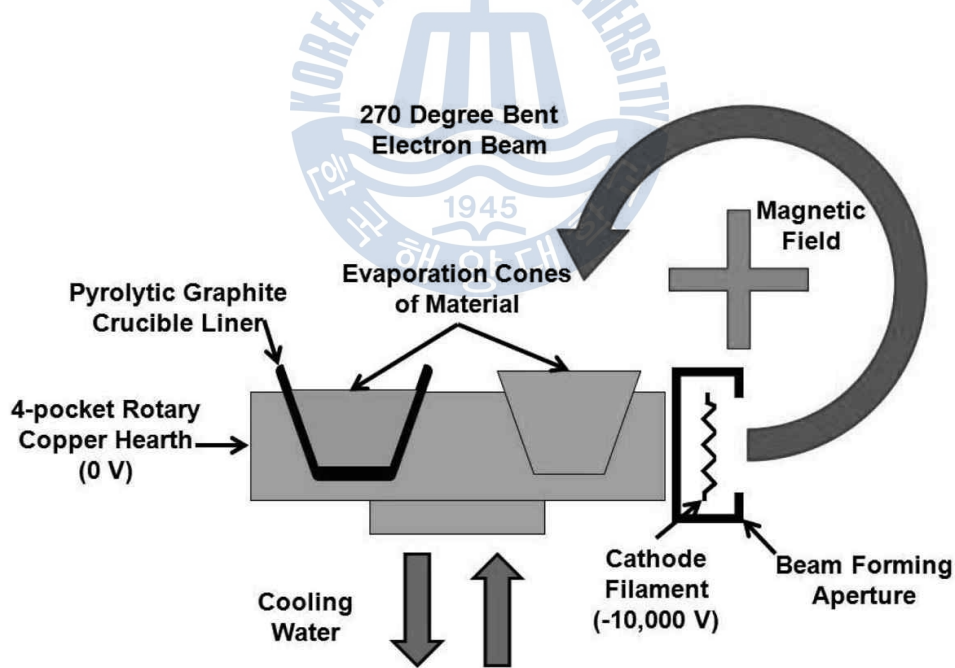 270 Degree Bent
Electron Beam
1945
Magnetic
Field
Evaporation Cones
of Material
Pyrolytic Graphite
Crucible Liner
4-pocket Rotary
Copper Hearth
(0 V)
Cathode
Filament
(-10,000 V)
Beam Forming
Aperture
Cooling
Water